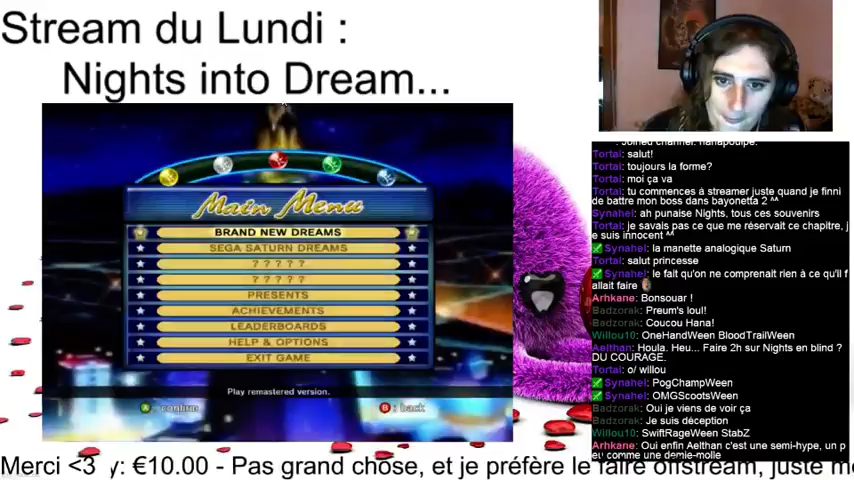 Stream du Lundi :
Nights into Dream...
Main Menu
BRAND NEW DREAMS
SEGA SATURN DREAMS
? ? ? ? ?
? ? ? ? ?
PRESENTS
ACHIEVEMENTS
LEADERBOARDS
HELP & OPTIONS
EXIT GAME
Play remastered version.
A : confirm
B : back
Joined channel: hanapoulpe.
Tortal: salut!
Tortal: toujours la forme?
Tortal: moi ça va
Tortal: tu commences à streamer juste quand je fini
de battre mon boss dans bayonetta 2 ^^
Synahel: ah punaise Nights, tous ces souvenirs
Tortal: je savais pas ce que me réservait ce chapitre, j
e suis innocent ^^
Synahel: la manette analogique Saturn
Tortal: salut princesse
Synahel: le fait qu'on ne comprenait rien à ce qu'il f
allait faire
Arhkane: Bonsouar !
Badzorak: Preum's loul!
Badzorak: Coucou Hana!
Willou10: OneHandWeen BloodTrailWeen
Aelthan: Houla. Heu... Faire 2h sur Nights en blind ?
DU COURAGE.
Tortal: o/ willou
Synahel: PogChampWeen
Synahel: OMGScootsWeen
Badzorak: Oui je viens de voir ça
Badzorak: Je suis déception
Willou10: SwiftRageWeen StabZ
Arhkane: Oui enfin Aelthan c'est une semi-hype, un p
eu comme une demie-molle
Merci <3 y: €10.00 - Pas grand chose, et je préfère le faire offstream, juste m